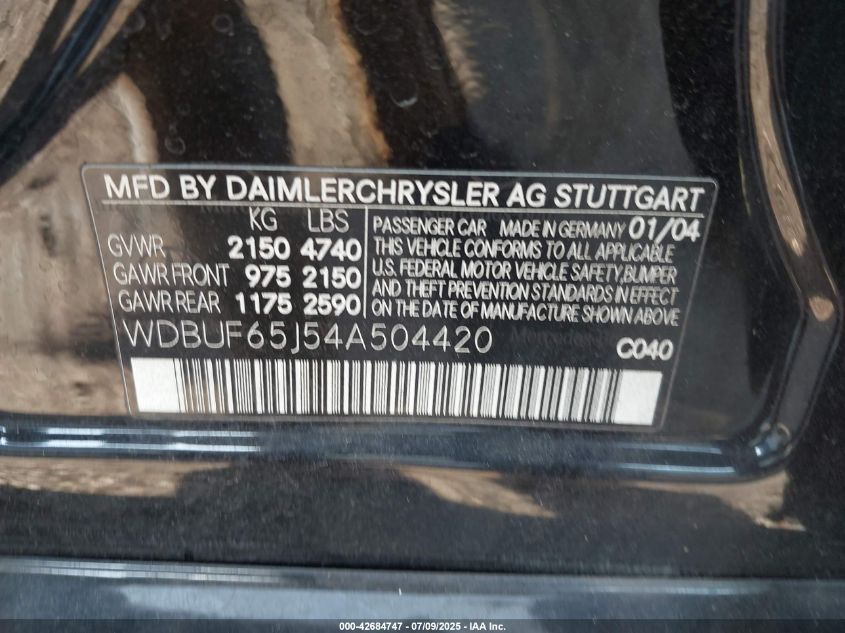 MFD BY DAIMLERCHRYSLER AG STUTTGART
KG LBS
GVWR 2150 4740
GAWR FRONT 975 2150
GAWR REAR 1175 2590
PASSENGER CAR MADE IN GERMANY 01/04
THIS VEHICLE CONFORMS TO ALL APPLICABLE
U.S. FEDERAL MOTOR VEHICLE SAFETY, BUMPER
AND THEFT PREVENTION STANDARDS IN EFFECT
ON THE DATE OF MANUFACTURE SHOWN ABOVE
WDBUF65J54A504420
C040
000-42684747 / 07/09/2025 - IAA Inc.